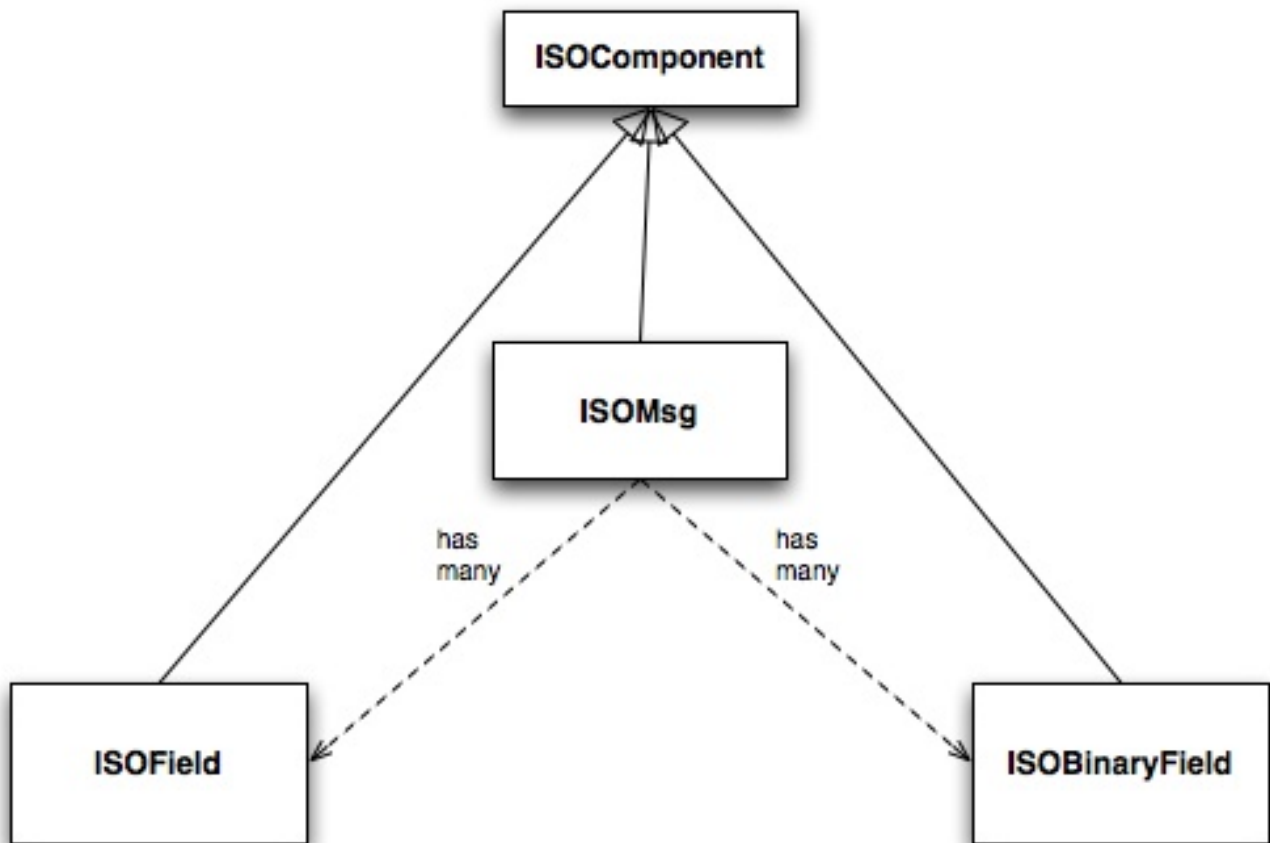 ISOComponent
ISOMsg
has
many
has
many
ISOField
ISOBinaryField